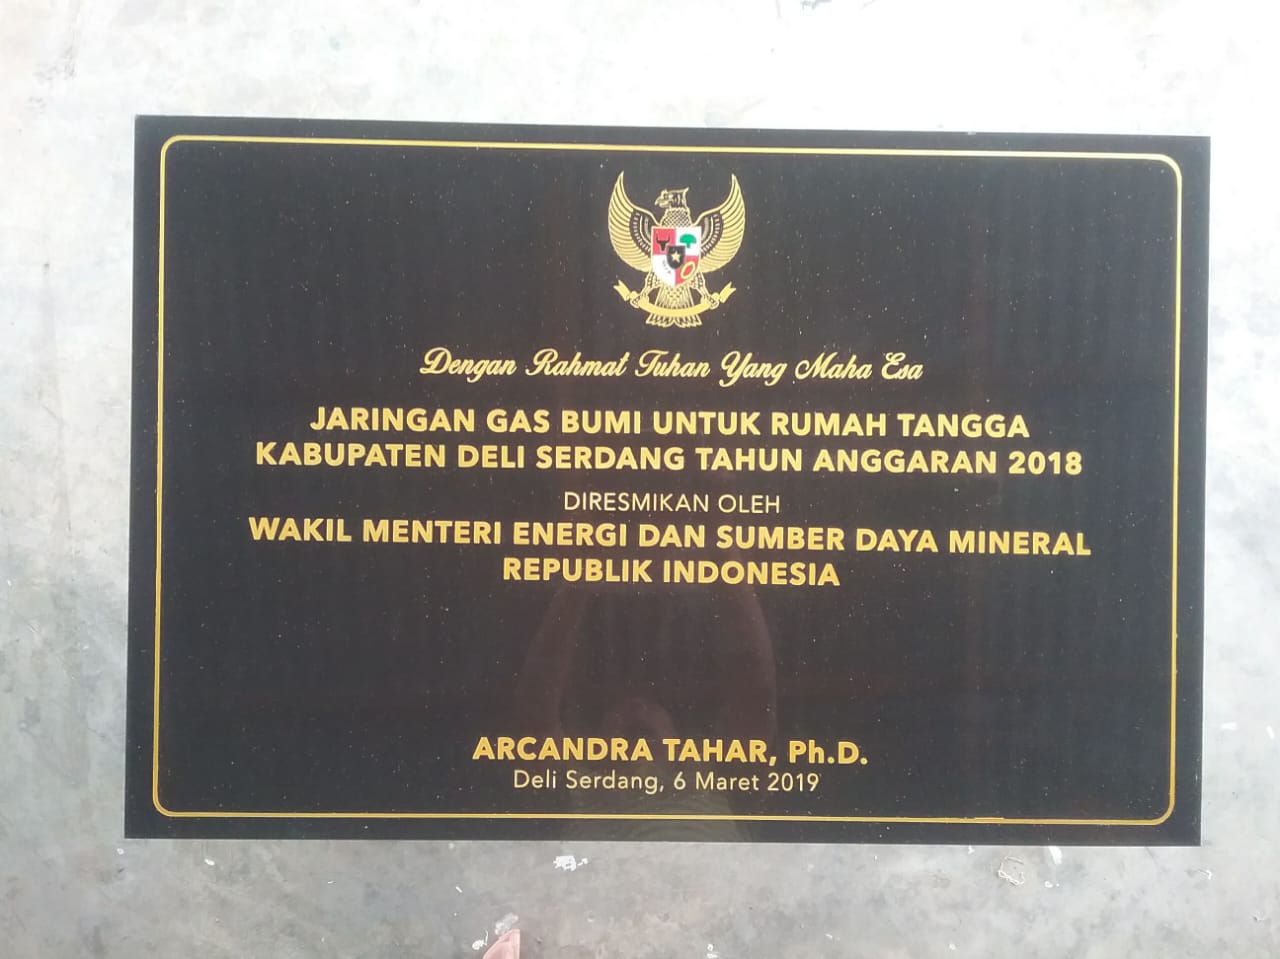 Dengan Rahmat Tuhan Yang Maha Esa
JARINGAN GAS BUMI UNTUK RUMAH TANGGA
KABUPATEN DELI SERDANG TAHUN ANGGARAN 2018
DIRESMIKAN OLEH
WAKIL MENTERI ENERGI DAN SUMBER DAYA MINERAL
REPUBLIK INDONESIA
ARCANDRA TAHAR, Ph.D.
Deli Serdang, 6 Maret 2019